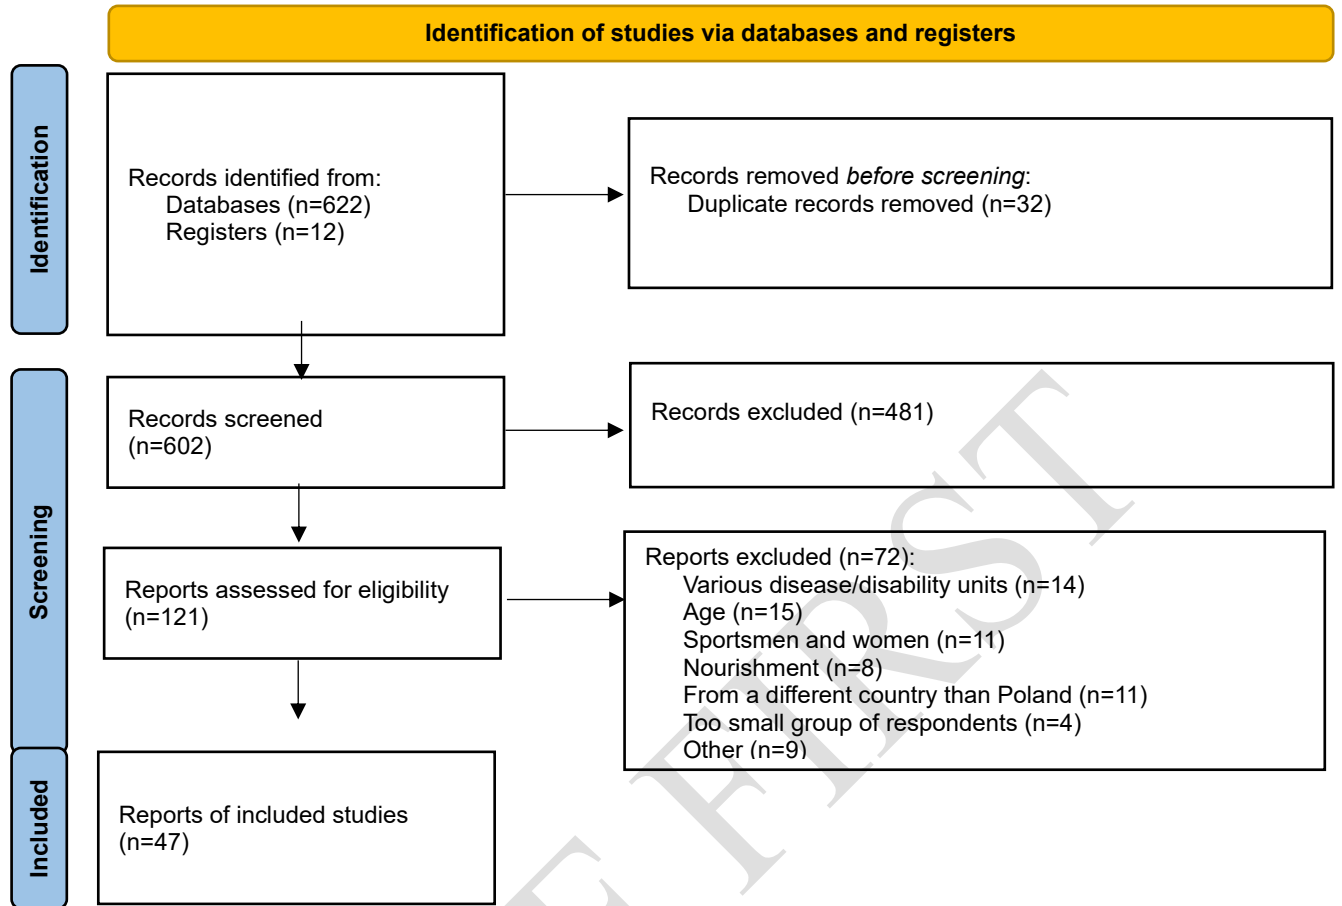 Identification of studies via databases and registers
Identification
Records identified from:
Databases (n=622)
Registers (n=12)
Records removed before screening:
Duplicate records removed (n=32)
Screening
Records screened
(n=602)
Records excluded (n=481)
Reports assessed for eligibility
(n=121)
Reports excluded (n=72):
Various disease/disability units (n=14)
Age (n=15)
Sportsmen and women (n=11)
Nourishment (n=8)
From a different country than Poland (n=11)
Too small group of respondents (n=4)
Other (n=9)
Included
Reports of included studies
(n=47)
FIRST